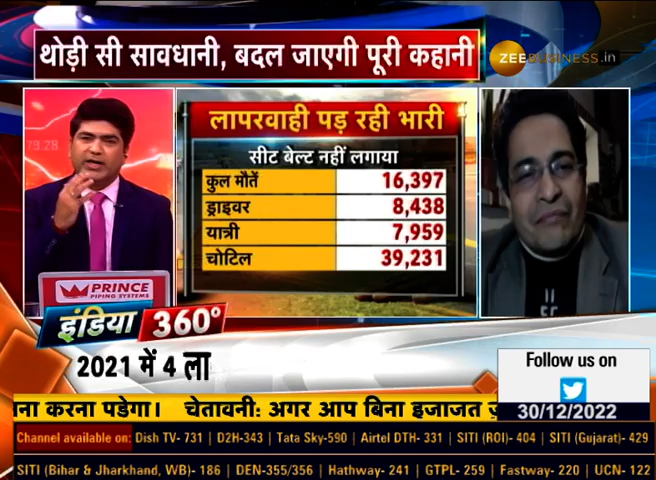 थोड़ी सी सावधानी, बदल जाएगी पूरी कहानी
ZEEBUSINESS.in
79.28
लापरवाही पड़ रही भारी
सीट बेल्ट नहीं लगाया
कुल मौतें 16,397
ड्राइवर 8,438
यात्री 7,959
चोटिल 39,231
PRINCE
PIPING SYSTEMS
इंडिया 360°
2021 में 4 ला
Follow us on
ना करना पडेगा। चेतावनी: अगर आप बिना इजाजत
30/12/2022
Channel available on: Dish TV- 731 | D2H-343 | Tata Sky-590 | Airtel DTH- 331 | SITI (ROI)- 404 | SITI (Gujarat)- 429
SITI (Bihar & Jharkhand, WB)- 186 | DEN-355/356 | Hathway- 241 | GTPL- 259 | Fastway- 220 | UCN- 122